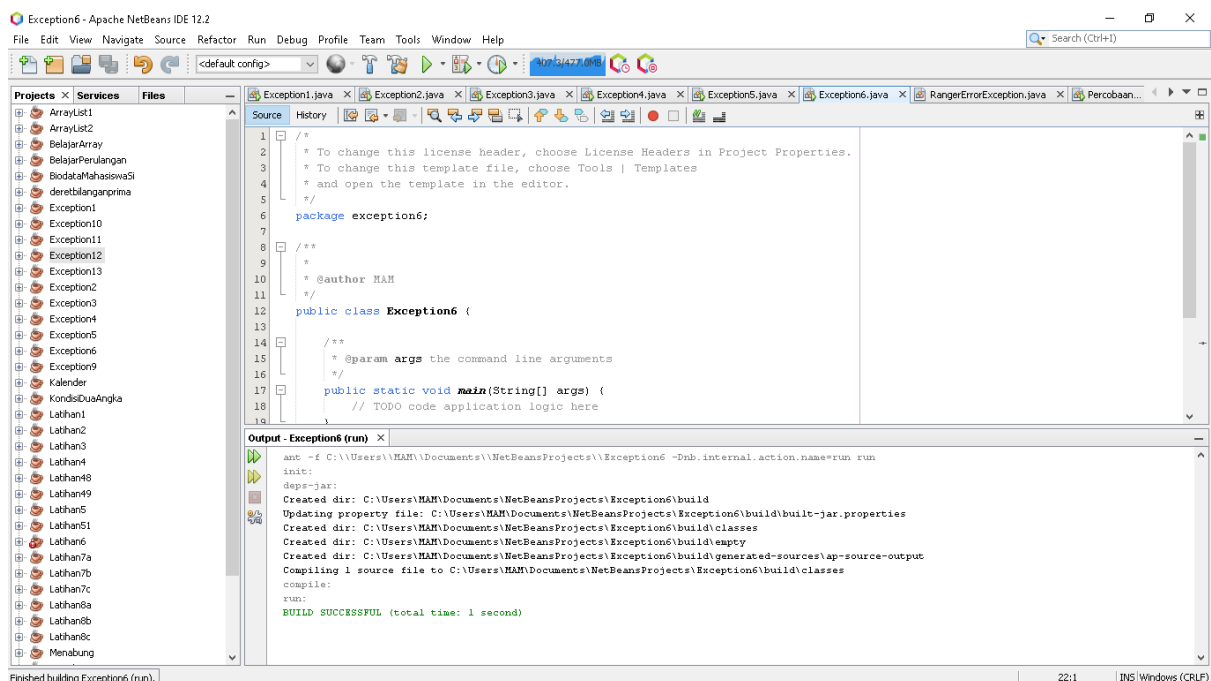 Exception6 - Apache NetBeans IDE 12.2
File Edit View Navigate Source Refactor Run Debug Profile Team Tools Window Help
Search (Ctrl+I)
<default config>
407.3/477.0MB
Projects Services Files
ArrayList1
ArrayList2
BelajarArray
BelajarPerulangan
BiodataMahasiswaSi
deretbilanganprima
Exception1
Exception10
Exception11
Exception12
Exception13
Exception2
Exception3
Exception4
Exception5
Exception6
Exception9
Kalender
KondisiDuaAngka
Latihan1
Latihan2
Latihan3
Latihan4
Latihan48
Latihan49
Latihan5
Latihan51
Latihan6
Latihan7a
Latihan7b
Latihan7c
Latihan8a
Latihan8b
Latihan8c
Menabung
Exception1.java Exception2.java Exception3.java Exception4.java Exception5.java Exception6.java RangerErrorException.java Percobaan...
Source History
1 /*
2 * To change this license header, choose License Headers in Project Properties.
3 * To change this template file, choose Tools | Templates
4 * and open the template in the editor.
5 */
6 package exception6;
7
8 /**
9 *
10 * @author MAM
11 */
12 public class Exception6 {
13
14 /**
15 * @param args the command line arguments
16 */
17 public static void main(String[] args) {
18 // TODO code application logic here
19 }
Output - Exception6 (run)
ant -f C:\\Users\\MAM\\Documents\\NetBeansProjects\\Exception6 -Dnb.internal.action.name=run run
init:
deps-jar:
Created dir: C:\Users\MAM\Documents\NetBeansProjects\Exception6\build
Updating property file: C:\Users\MAM\Documents\NetBeansProjects\Exception6\build\built-jar.properties
Created dir: C:\Users\MAM\Documents\NetBeansProjects\Exception6\build\classes
Created dir: C:\Users\MAM\Documents\NetBeansProjects\Exception6\build\empty
Created dir: C:\Users\MAM\Documents\NetBeansProjects\Exception6\build\generated-sources\ap-source-output
Compiling 1 source file to C:\Users\MAM\Documents\NetBeansProjects\Exception6\build\classes
compile:
run:
BUILD SUCCESSFUL (total time: 1 second)
Finished building Exception6 (run).
22:1 INS Windows (CRLF)